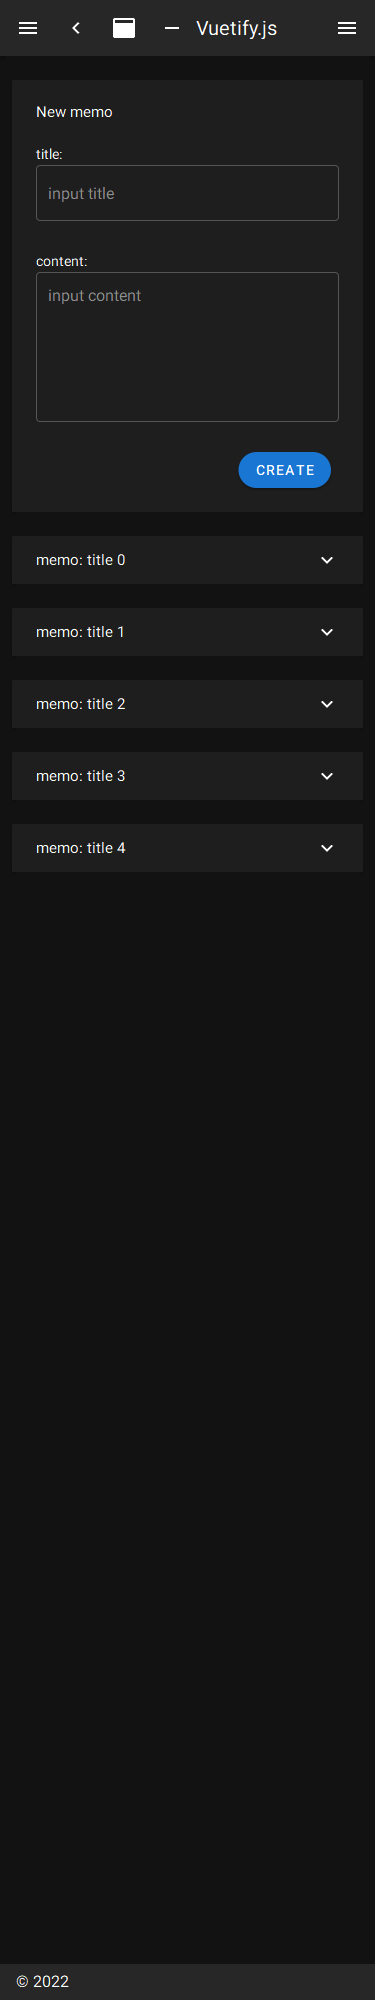 Vuetify.js
New memo
title:
input title
content:
input content
CREATE
memo: title 0
memo: title 1
memo: title 2
memo: title 3
memo: title 4
© 2022